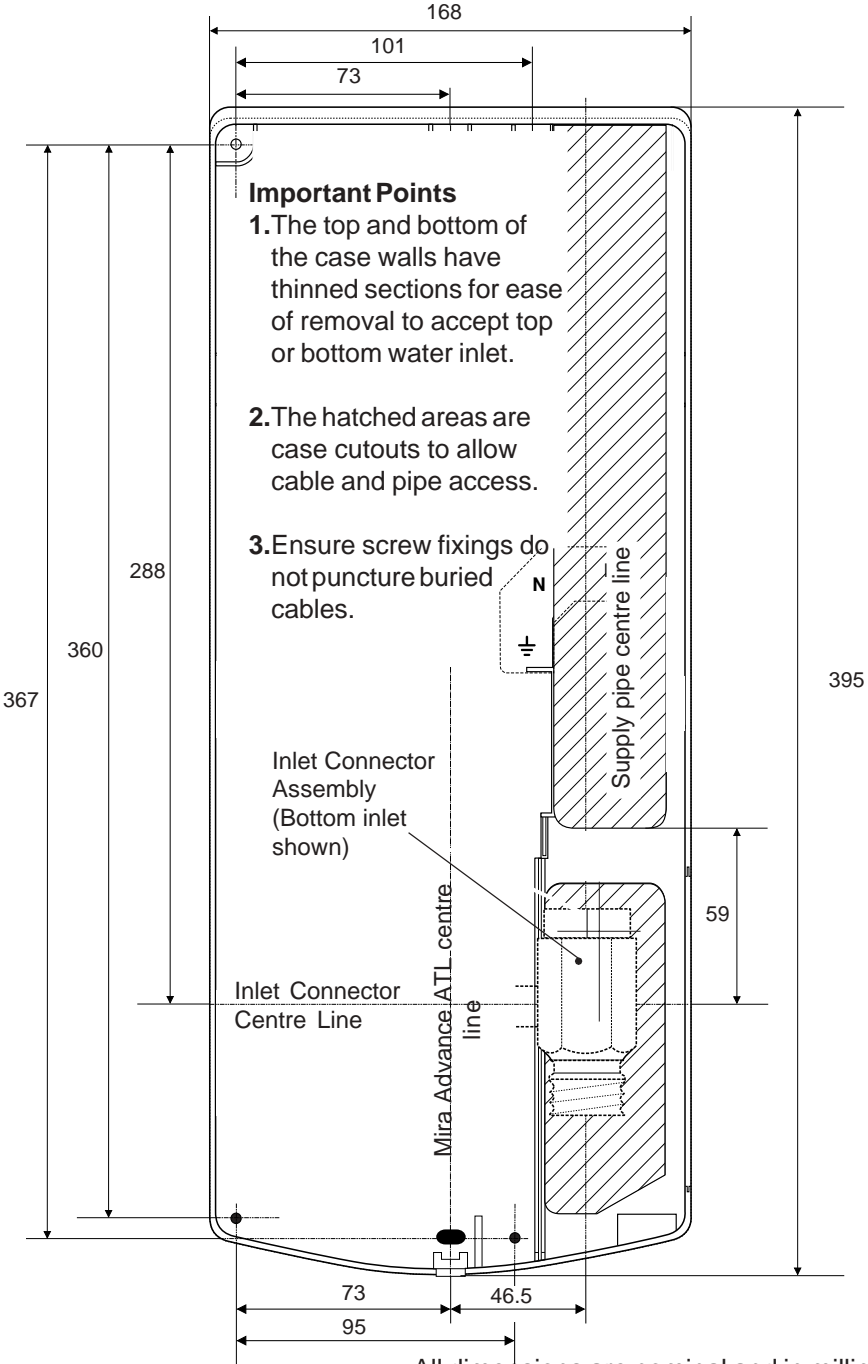 168
101
73
Important Points
1.The top and bottom of
the case walls have
thinned sections for ease
of removal to accept top
or bottom water inlet.
2.The hatched areas are
case cutouts to allow
cable and pipe access.
3.Ensure screw fixings do
not puncture buried
cables.
N
288
360
367
395
Supply pipe centre line
Inlet Connector
Assembly
(Bottom inlet
shown)
59
Mira Advance ATL centre
line
Inlet Connector
Centre Line
73
46.5
95